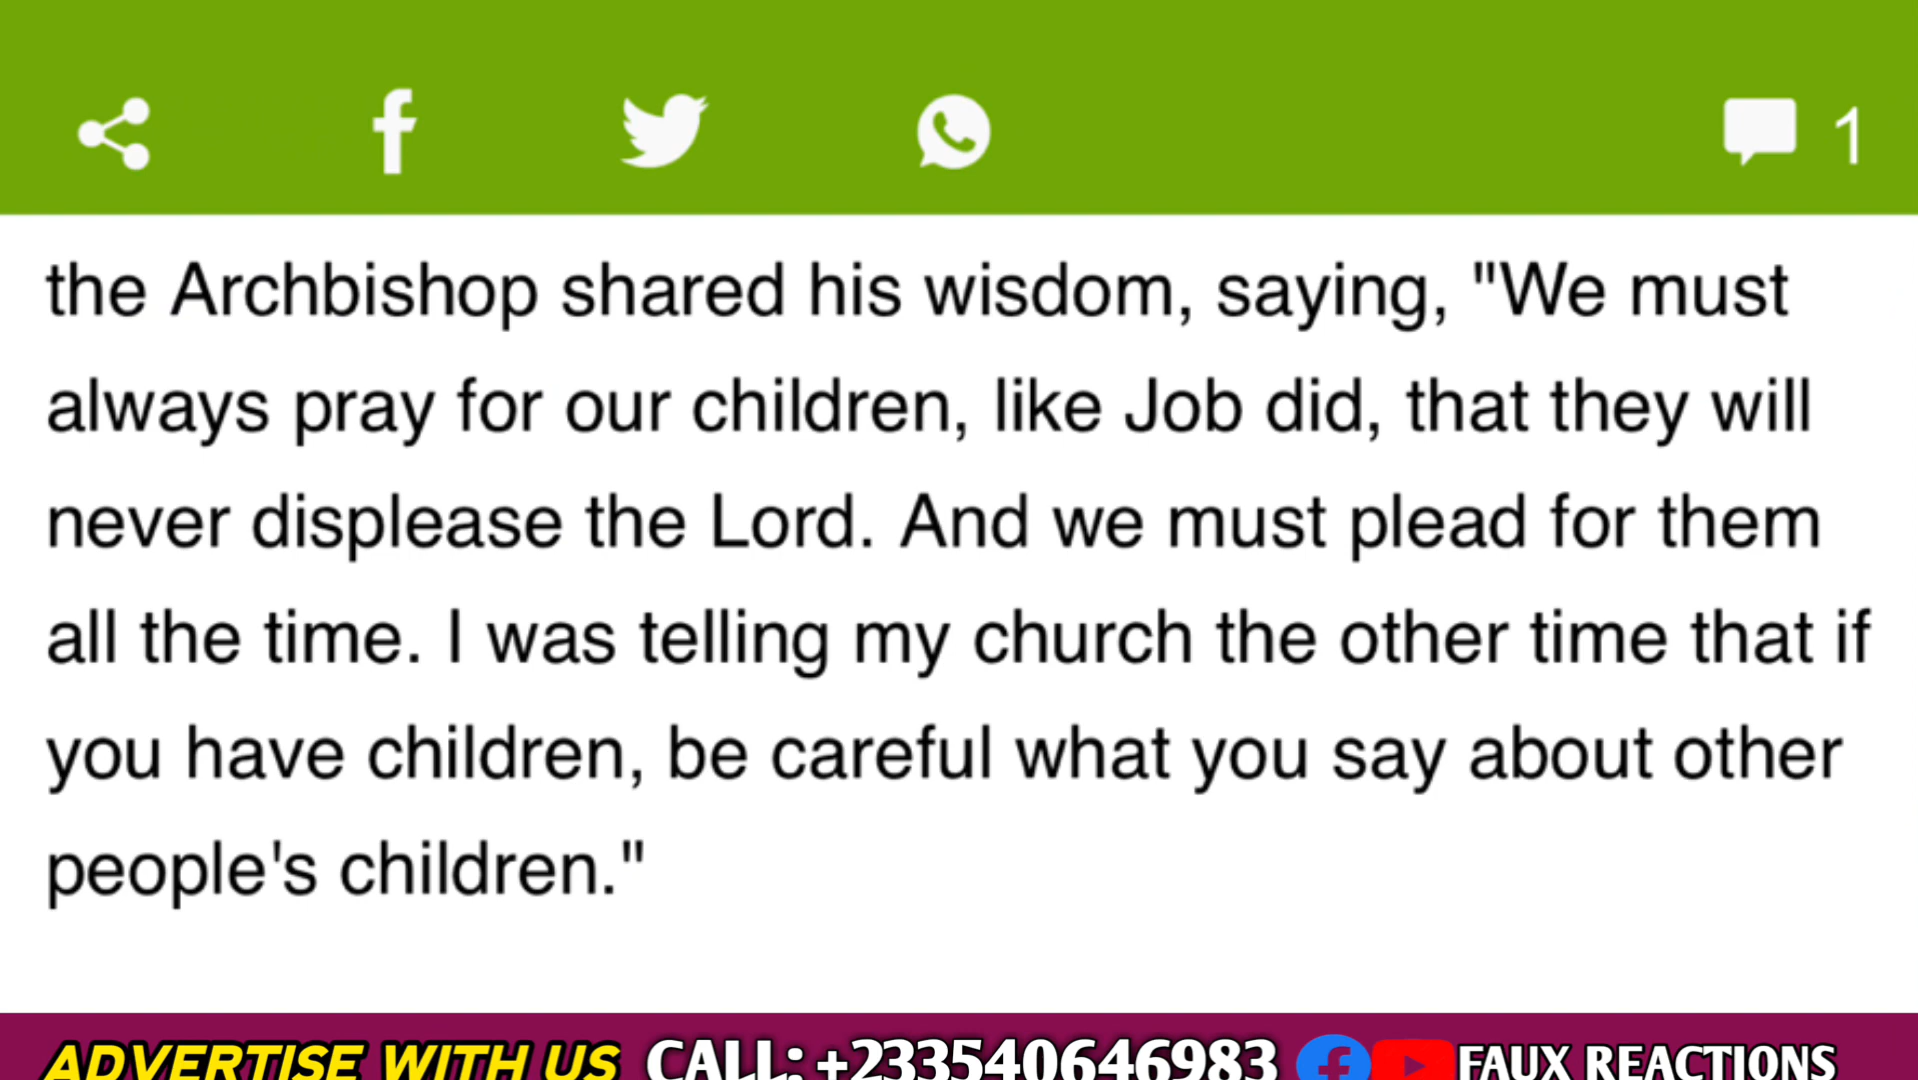 1
the Archbishop shared his wisdom, saying, "We must
always pray for our children, like Job did, that they will
never displease the Lord. And we must plead for them
all the time. I was telling my church the other time that if
you have children, be careful what you say about other
people's children."
ADVERTISE WITH US CALL: +233540646983 FAUX REACTIONS